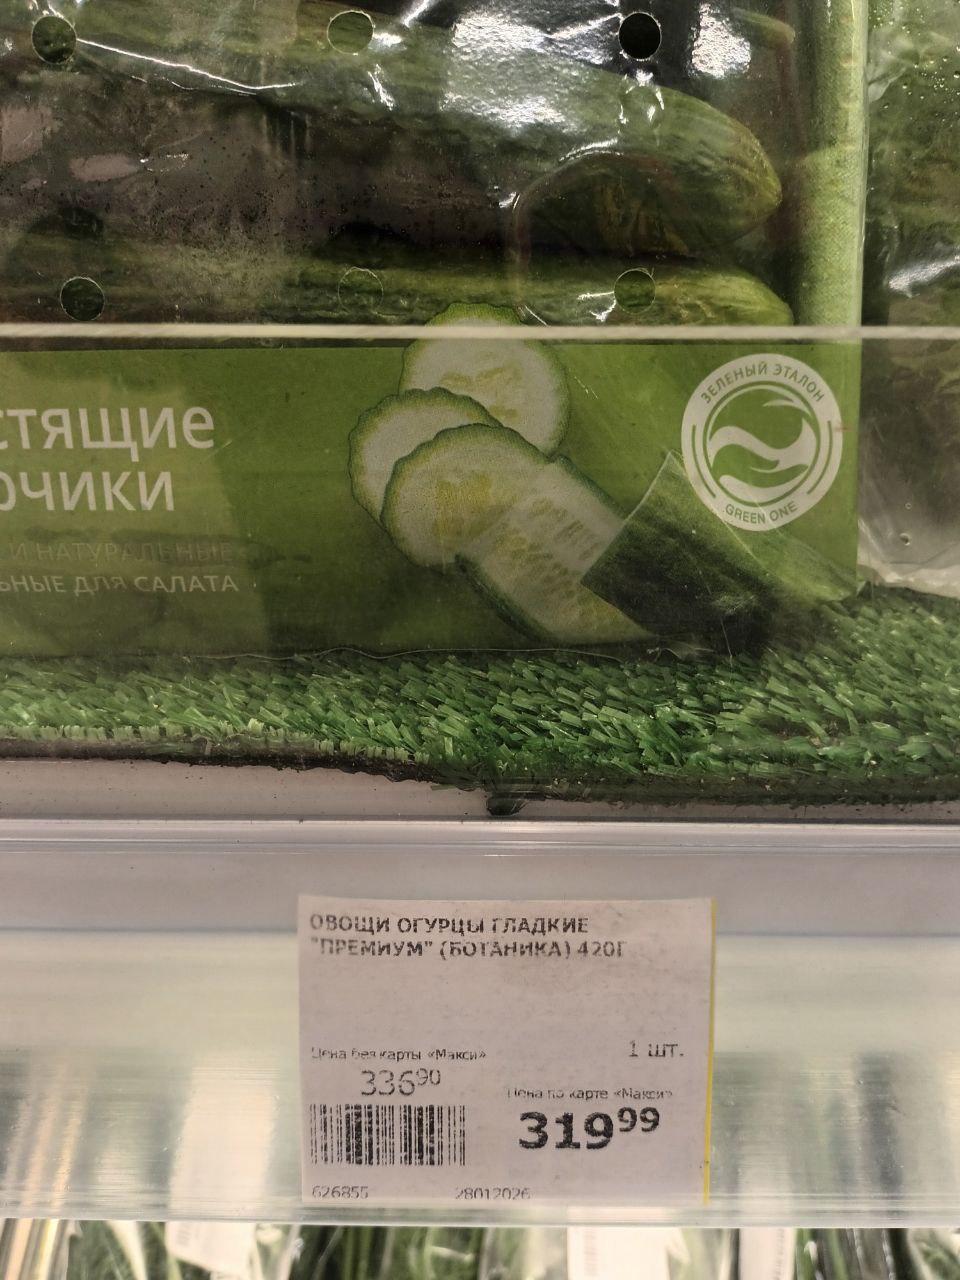 стящие
очики
И НАТУРАЛЬНЫЕ
ЬНЫЕ ДЛЯ САЛАТА
ЗЕЛЕНЫЙ ЭТАЛОН
GREEN ONE
ОВОЩИ ОГУРЦЫ ГЛАДКИЕ
"ПРЕМИУМ" (БОТАНИКА) 420Г
1 шт.
Цена без карты «Макси»
336⁹⁰
Цена по карте «Макси»
319⁹⁹
626855 28012026